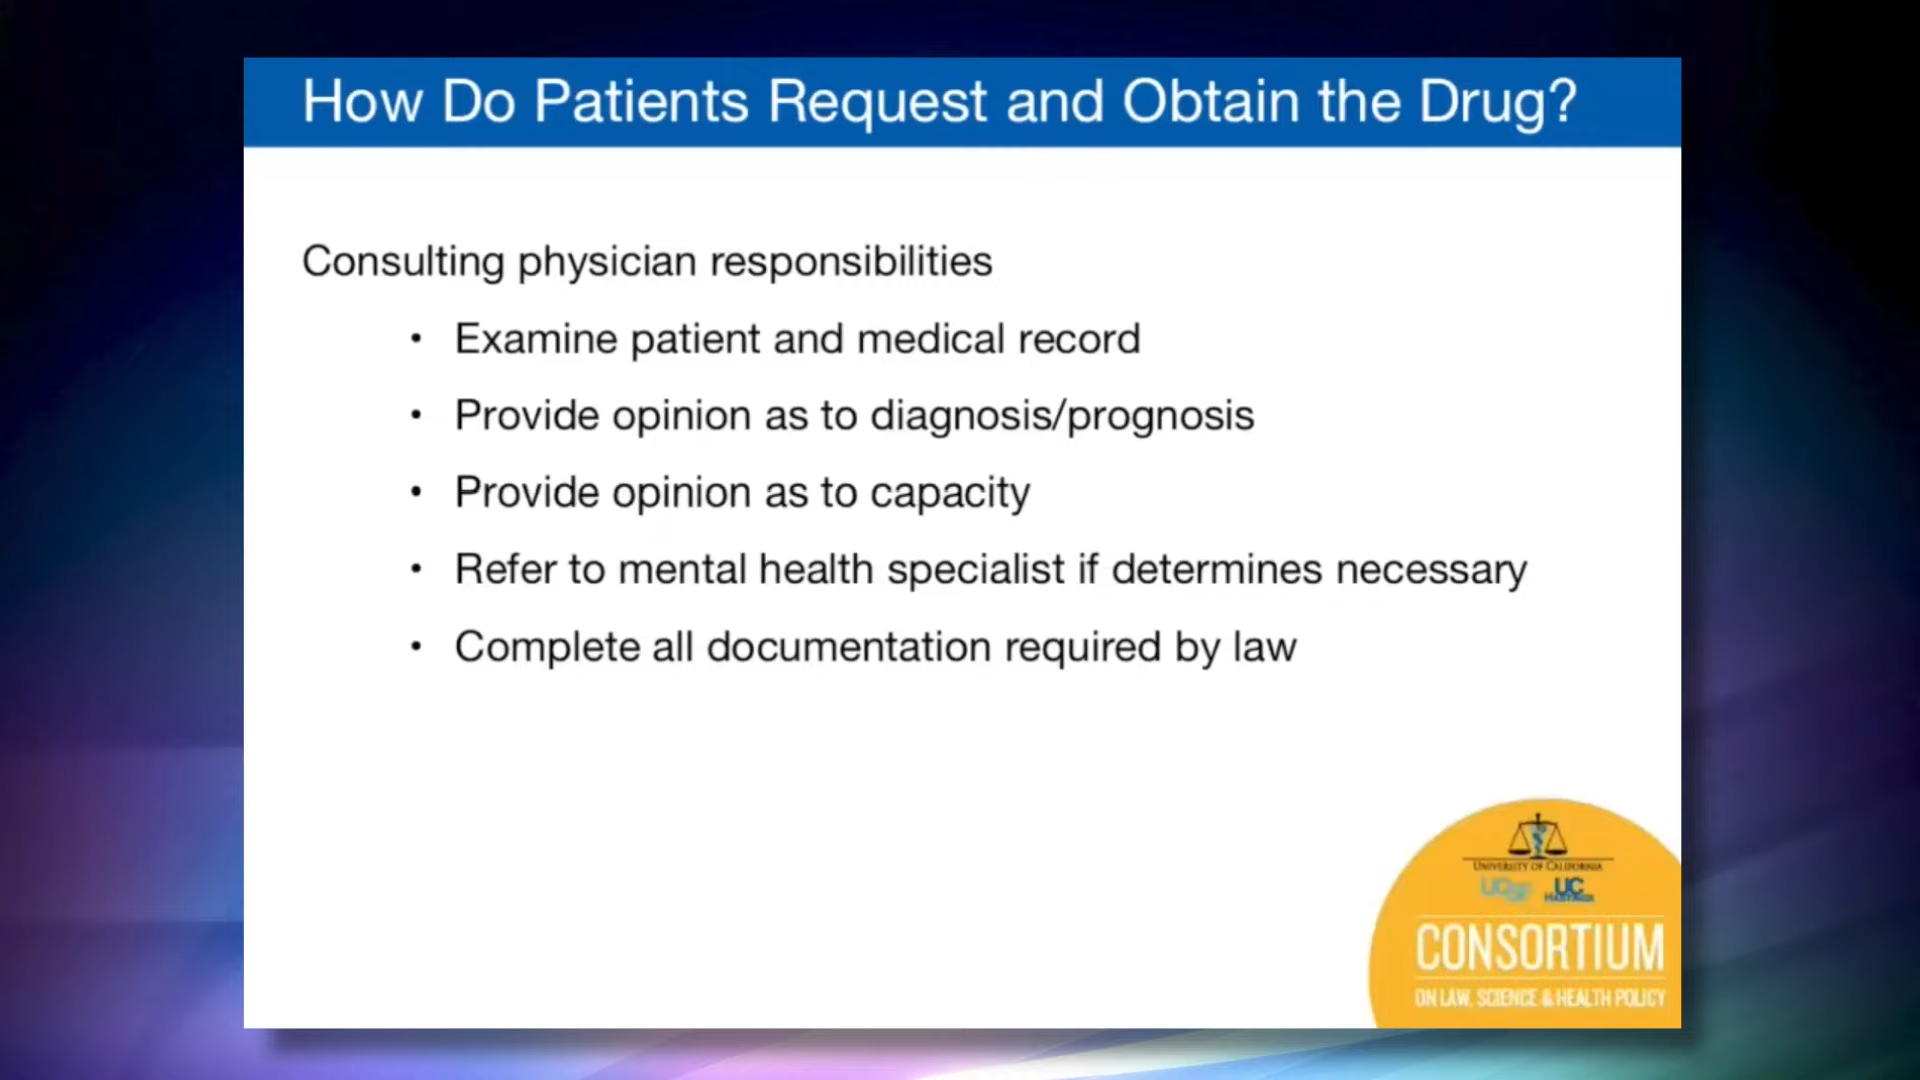 How Do Patients Request and Obtain the Drug?
Consulting physician responsibilities
• Examine patient and medical record
• Provide opinion as to diagnosis/prognosis
• Provide opinion as to capacity
• Refer to mental health specialist if determines necessary
• Complete all documentation required by law
UNIVERSITY OF CALIFORNIA
UCSF UC HASTINGS
CONSORTIUM
ON LAW, SCIENCE & HEALTH POLICY